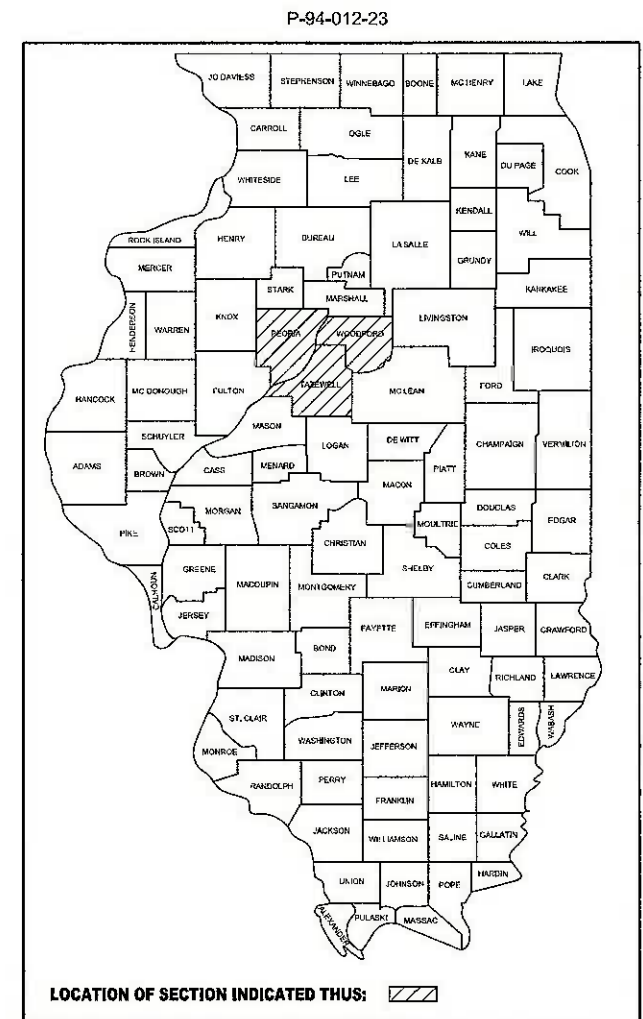 P-94-012-23
JO DAVIESS STEPHENSON WINNEBAGO BOONE MC HENRY LAKE
CARROLL OGLE
DE KALB KANE DU PAGE COOK
WHITESIDE LEE
KENDALL WILL
ROCK ISLAND HENRY BUREAU LA SALLE GRUNDY
MERCER PUTNAM
STARK MARSHALL KANKAKEE
HENDERSON WARREN KNOX PEORIA WOODFORD LIVINGSTON
IROQUOIS
HANCOCK MC DONOUGH FULTON TAZEWELL MC LEAN FORD
MASON
SCHUYLER LOGAN DE WITT CHAMPAIGN VERMILION
ADAMS BROWN CASS MENARD PIATT
MACON
MORGAN SANGAMON DOUGLAS
PIKE SCOTT MOULTRIE EDGAR
CHRISTIAN COLES
GREENE SHELBY CLARK
CALHOUN MACOUPIN MONTGOMERY CUMBERLAND
JERSEY
FAYETTE EFFINGHAM JASPER CRAWFORD
MADISON BOND
CLAY RICHLAND LAWRENCE
CLINTON MARION
ST. CLAIR WAYNE EDWARDS WABASH
WASHINGTON JEFFERSON
MONROE
RANDOLPH PERRY HAMILTON WHITE
FRANKLIN
JACKSON WILLIAMSON SALINE GALLATIN
UNION JOHNSON POPE HARDIN
ALEXANDER PULASKI MASSAC
LOCATION OF SECTION INDICATED THUS: